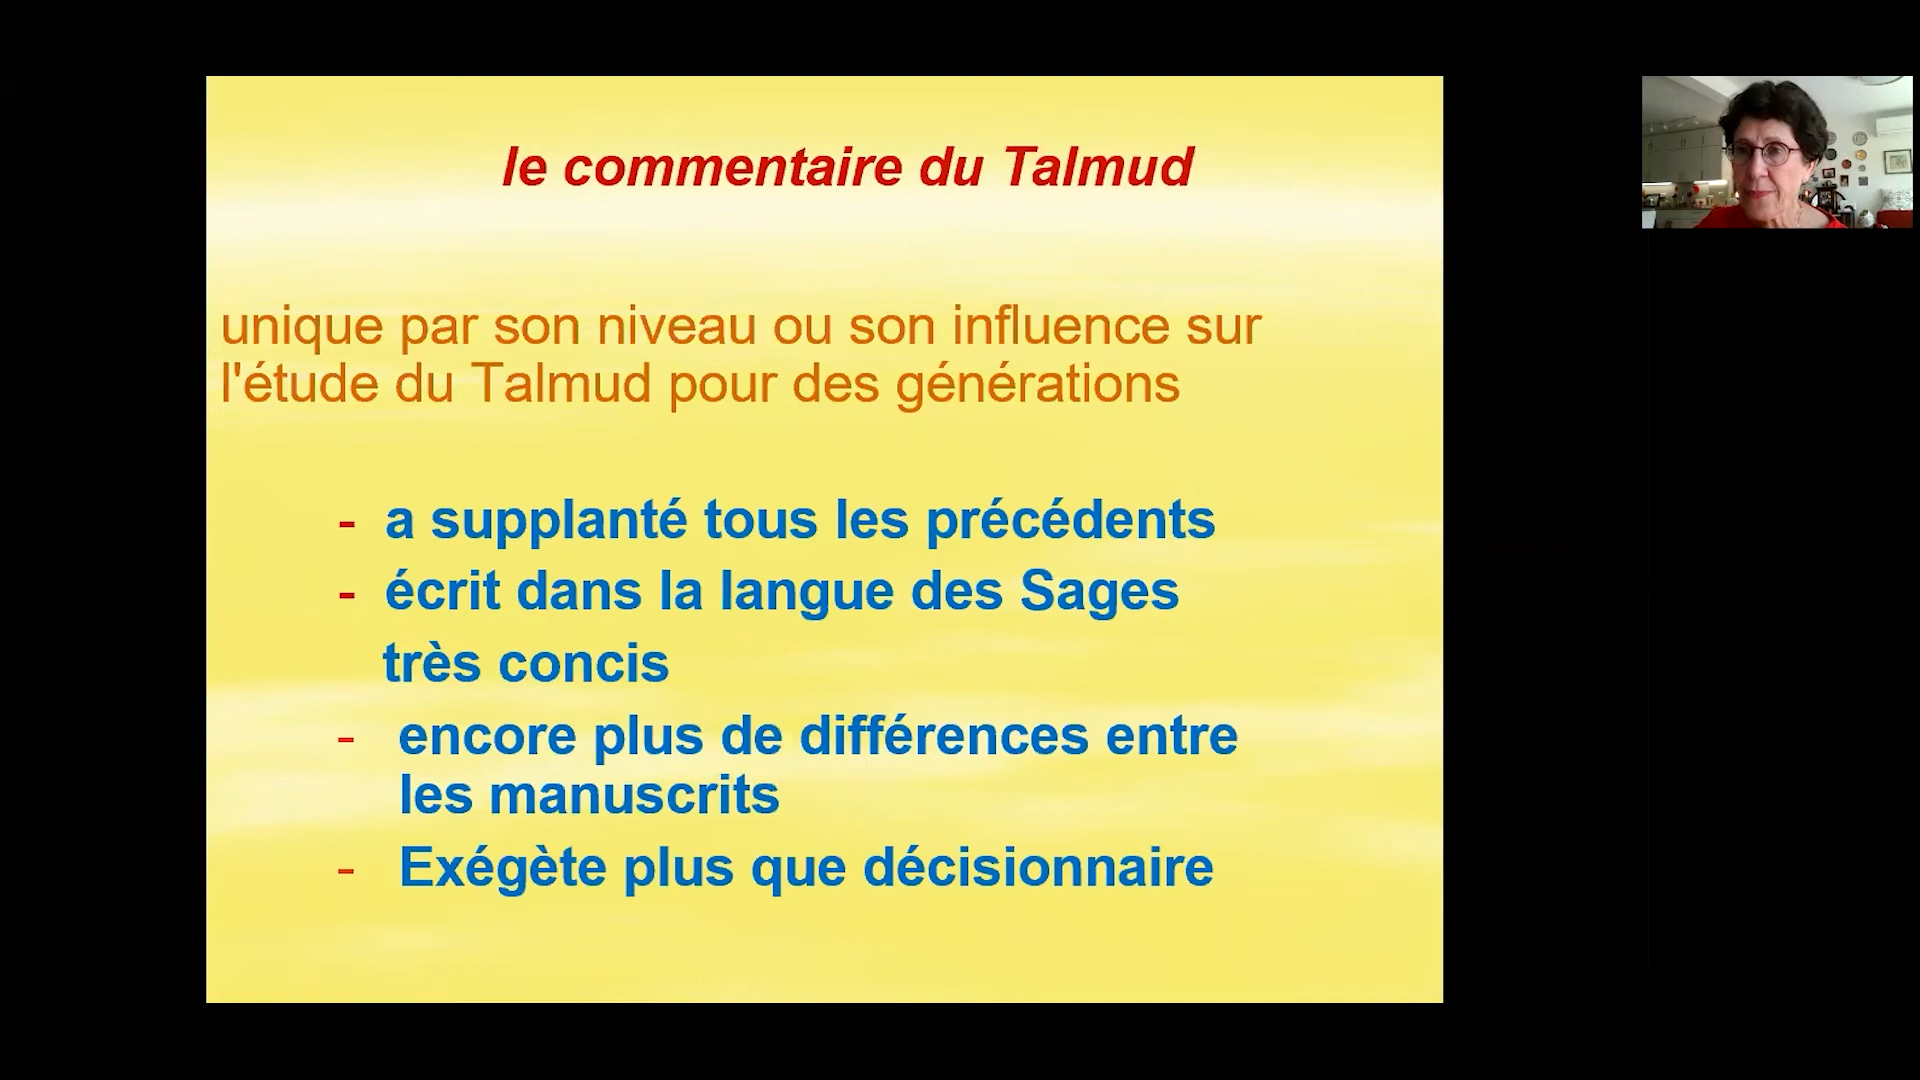 le commentaire du Talmud
unique par son niveau ou son influence sur
l'étude du Talmud pour des générations
- a supplanté tous les précédents
- écrit dans la langue des Sages
très concis
- encore plus de différences entre
les manuscrits
- Exégète plus que décisionnaire